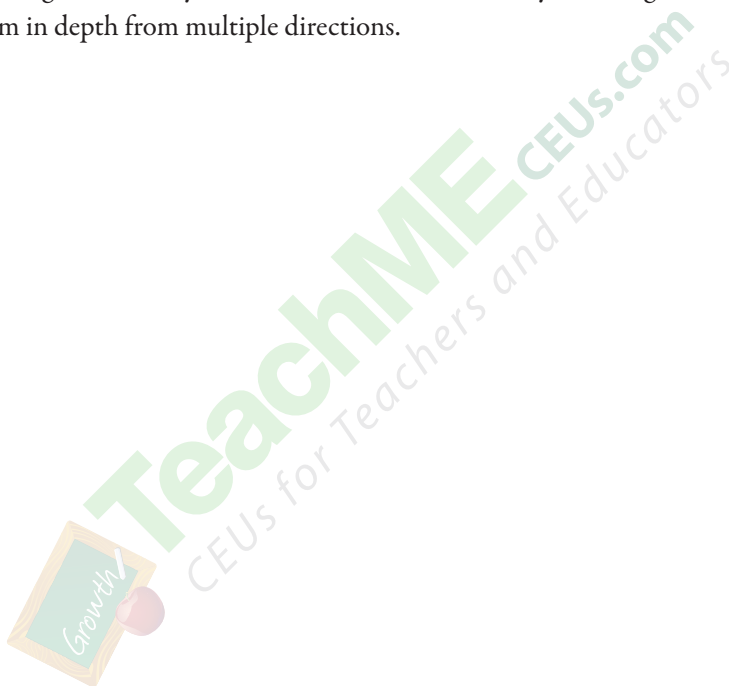 m in depth from multiple directions.
TeachME CEUs.com
CEUs for Teachers and Educators
Growth